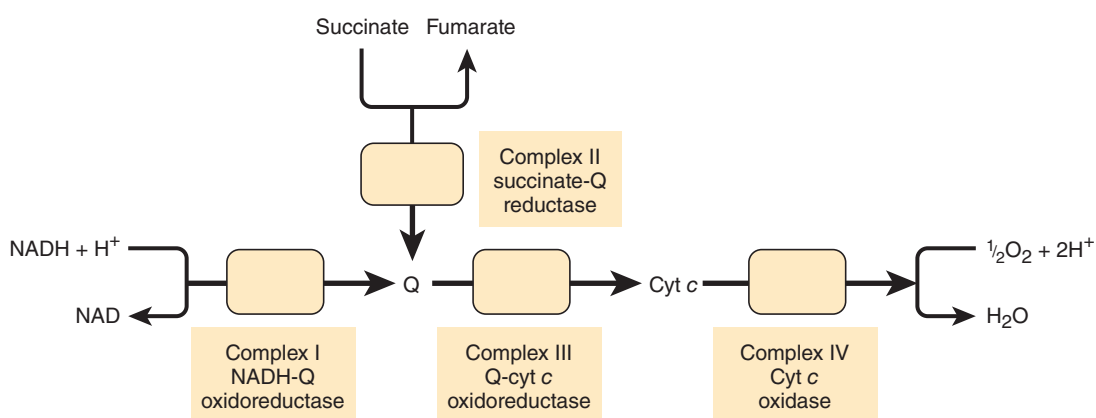 Succinate Fumarate
Complex II
succinate-Q
reductase
NADH + H⁺
Q
Cyt c
½O₂ + 2H⁺
NAD
H₂O
Complex I
NADH-Q
oxidoreductase
Complex III
Q-cyt c
oxidoreductase
Complex IV
Cyt c
oxidase